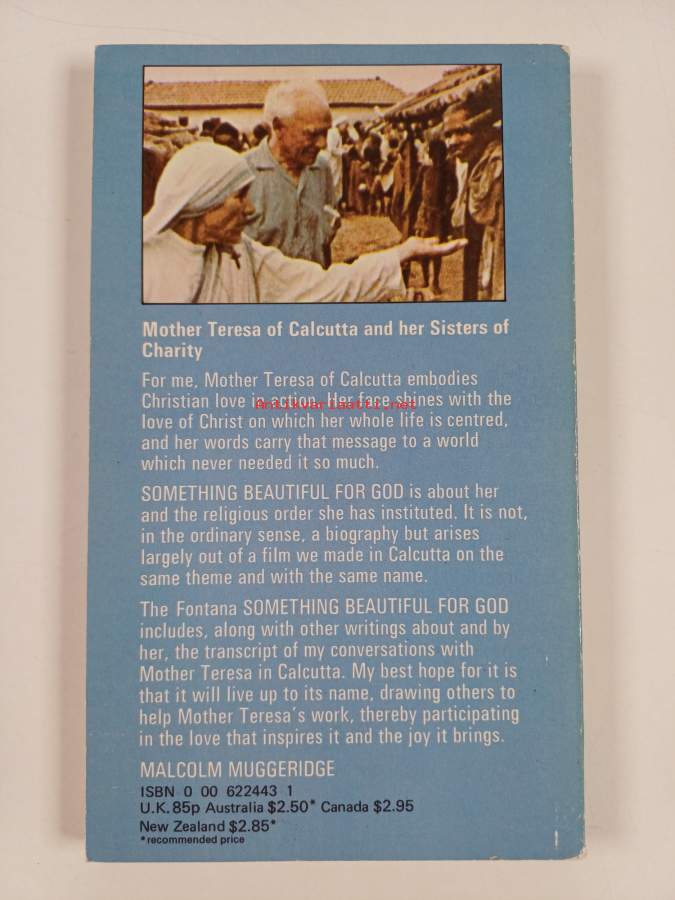 Mother Teresa of Calcutta and her Sisters of
Charity
For me, Mother Teresa of Calcutta embodies
Christian love in action. Her face shines with the
Antikvariaatti.net
love of Christ on which her whole life is centred,
and her words carry that message to a world
which never needed it so much.
SOMETHING BEAUTIFUL FOR GOD is about her
and the religious order she has instituted. It is not,
in the ordinary sense, a biography but arises
largely out of a film we made in Calcutta on the
same theme and with the same name.
The Fontana SOMETHING BEAUTIFUL FOR GOD
includes, along with other writings about and by
her, the transcript of my conversations with
Mother Teresa in Calcutta. My best hope for it is
that it will live up to its name, drawing others to
help Mother Teresa's work, thereby participating
in the love that inspires it and the joy it brings.
MALCOLM MUGGERIDGE
ISBN 0 00 622443 1
U.K. 85p Australia $2.50* Canada $2.95
New Zealand $2.85*
*recommended price